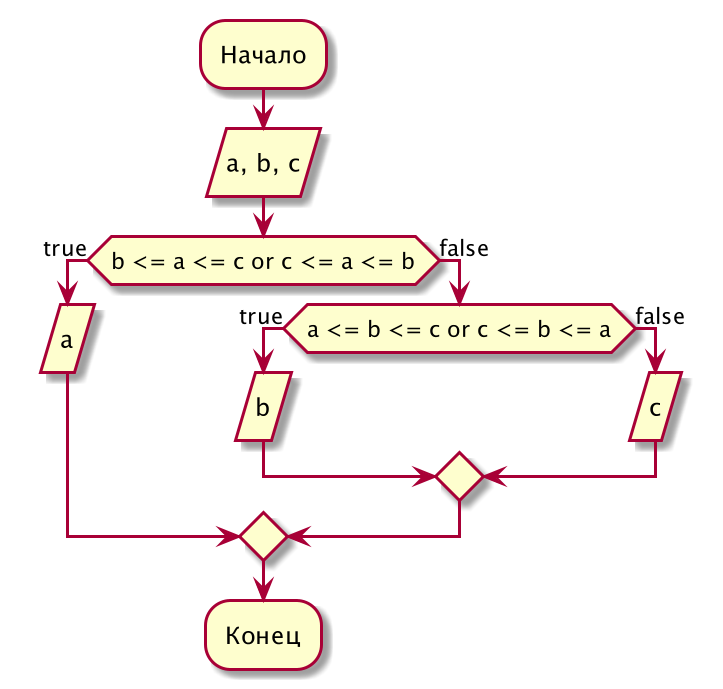 Начало
a, b, c
true
b <= a <= c or c <= a <= b
false
a
true
a <= b <= c or c <= b <= a
false
b
c
Конец